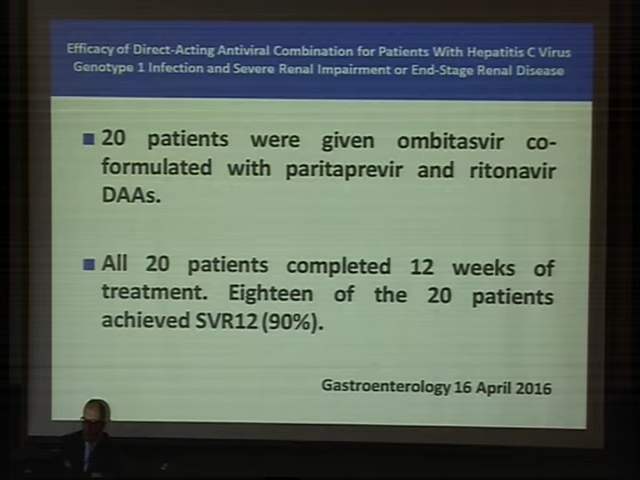 Efficacy of Direct-Acting Antiviral Combination for Patients With Hepatitis C Virus
Genotype 1 Infection and Severe Renal Impairment or End-Stage Renal Disease
20 patients were given ombitasvir co-
formulated with paritaprevir and ritonavir
DAAs.
All 20 patients completed 12 weeks of
treatment. Eighteen of the 20 patients
achieved SVR12 (90%).
Gastroenterology 16 April 2016